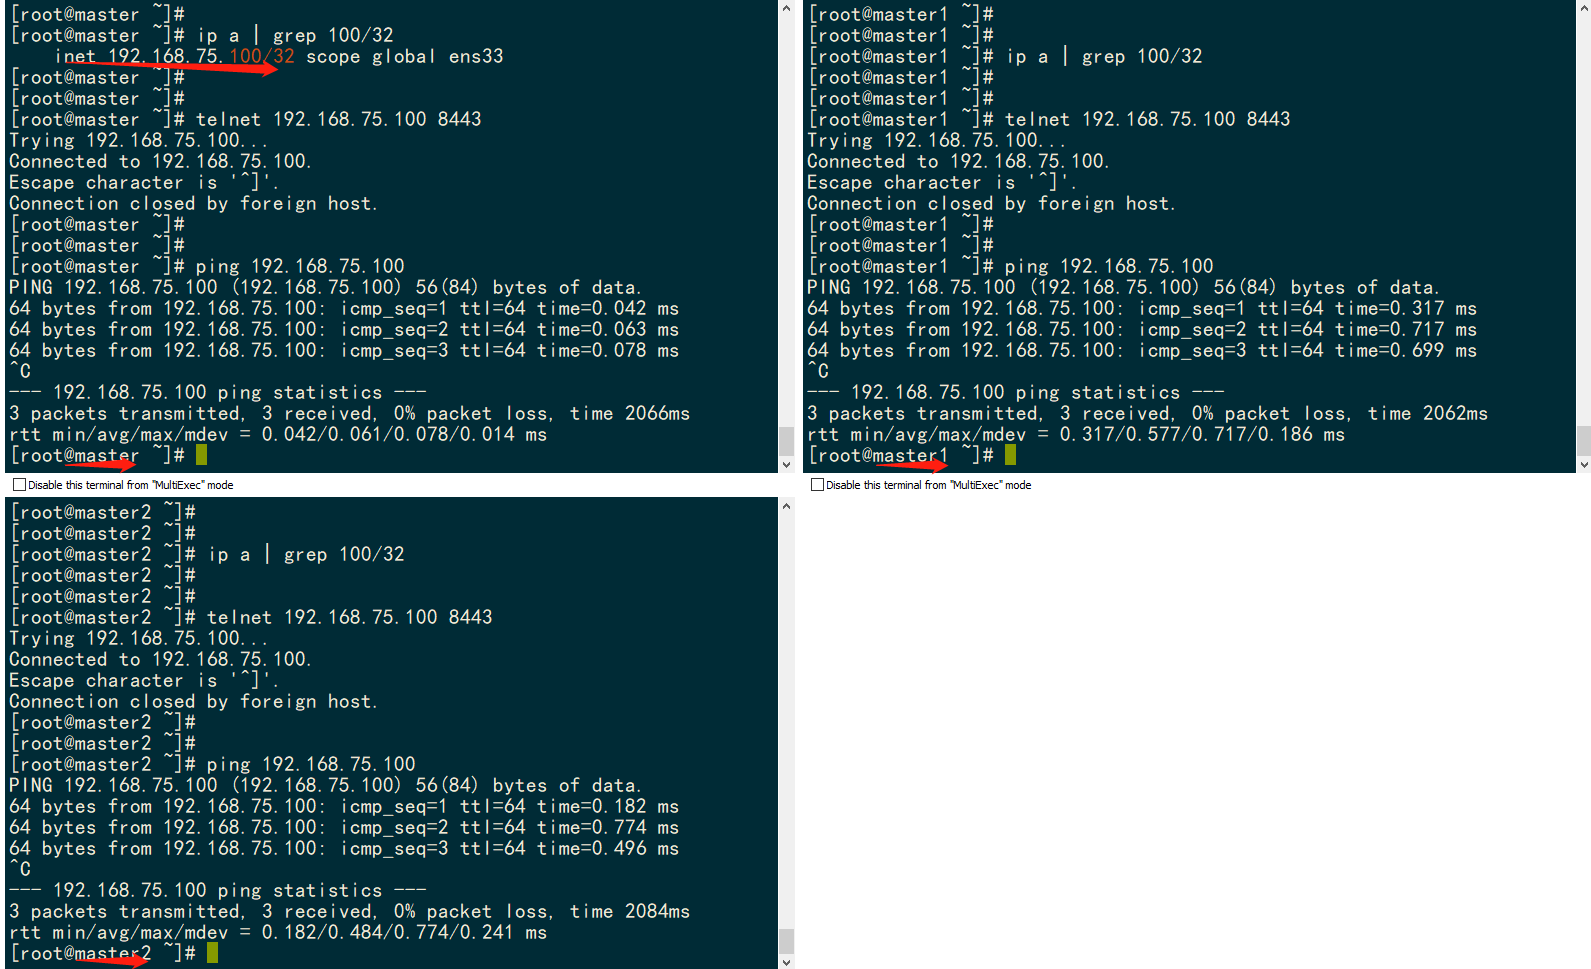 [root@master ~]#
[root@master ~]# ip a | grep 100/32
    inet 192.168.75.100/32 scope global ens33
[root@master ~]#
[root@master ~]#
[root@master ~]# telnet 192.168.75.100 8443
Trying 192.168.75.100...
Connected to 192.168.75.100.
Escape character is '^]'.
Connection closed by foreign host.
[root@master ~]#
[root@master ~]#
[root@master ~]# ping 192.168.75.100
PING 192.168.75.100 (192.168.75.100) 56(84) bytes of data.
64 bytes from 192.168.75.100: icmp_seq=1 ttl=64 time=0.042 ms
64 bytes from 192.168.75.100: icmp_seq=2 ttl=64 time=0.063 ms
64 bytes from 192.168.75.100: icmp_seq=3 ttl=64 time=0.078 ms
^C
--- 192.168.75.100 ping statistics ---
3 packets transmitted, 3 received, 0% packet loss, time 2066ms
rtt min/avg/max/mdev = 0.042/0.061/0.078/0.014 ms
[root@master ~]#
Disable this terminal from "MultiExec" mode
[root@master1 ~]#
[root@master1 ~]#
[root@master1 ~]# ip a | grep 100/32
[root@master1 ~]#
[root@master1 ~]#
[root@master1 ~]# telnet 192.168.75.100 8443
Trying 192.168.75.100...
Connected to 192.168.75.100.
Escape character is '^]'.
Connection closed by foreign host.
[root@master1 ~]#
[root@master1 ~]#
[root@master1 ~]# ping 192.168.75.100
PING 192.168.75.100 (192.168.75.100) 56(84) bytes of data.
64 bytes from 192.168.75.100: icmp_seq=1 ttl=64 time=0.317 ms
64 bytes from 192.168.75.100: icmp_seq=2 ttl=64 time=0.717 ms
64 bytes from 192.168.75.100: icmp_seq=3 ttl=64 time=0.699 ms
^C
--- 192.168.75.100 ping statistics ---
3 packets transmitted, 3 received, 0% packet loss, time 2062ms
rtt min/avg/max/mdev = 0.317/0.577/0.717/0.186 ms
[root@master1 ~]#
Disable this terminal from "MultiExec" mode
[root@master2 ~]#
[root@master2 ~]#
[root@master2 ~]# ip a | grep 100/32
[root@master2 ~]#
[root@master2 ~]#
[root@master2 ~]# telnet 192.168.75.100 8443
Trying 192.168.75.100...
Connected to 192.168.75.100.
Escape character is '^]'.
Connection closed by foreign host.
[root@master2 ~]#
[root@master2 ~]#
[root@master2 ~]# ping 192.168.75.100
PING 192.168.75.100 (192.168.75.100) 56(84) bytes of data.
64 bytes from 192.168.75.100: icmp_seq=1 ttl=64 time=0.182 ms
64 bytes from 192.168.75.100: icmp_seq=2 ttl=64 time=0.774 ms
64 bytes from 192.168.75.100: icmp_seq=3 ttl=64 time=0.496 ms
^C
--- 192.168.75.100 ping statistics ---
3 packets transmitted, 3 received, 0% packet loss, time 2084ms
rtt min/avg/max/mdev = 0.182/0.484/0.774/0.241 ms
[root@master2 ~]#